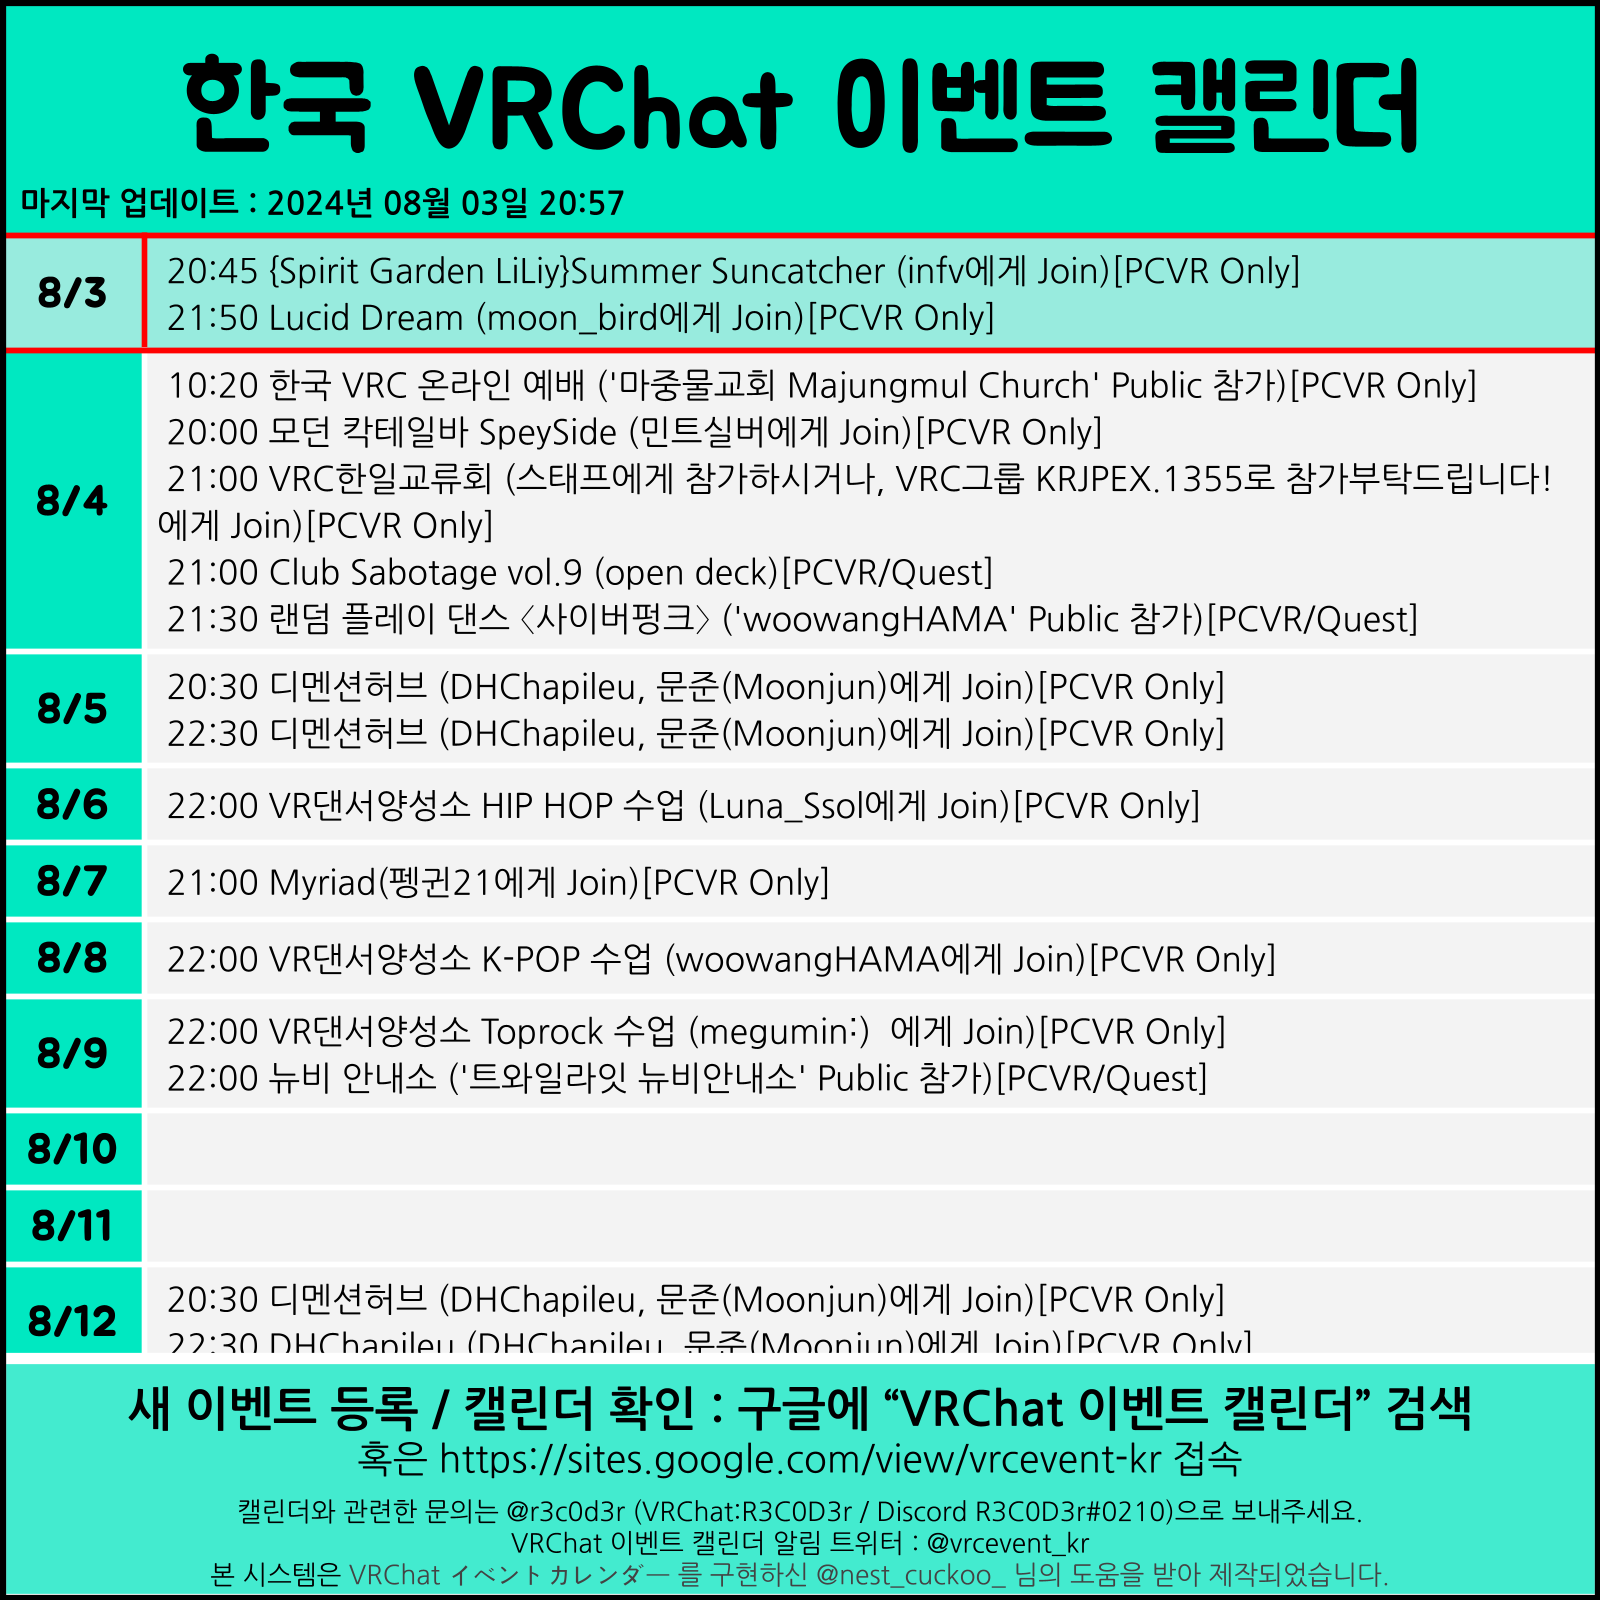 한국 VRChat 이벤트 캘린더
마지막 업데이트 : 2024년 08월 03일 20:57
8/3
20:45 {Spirit Garden LiLiy}Summer Suncatcher (infv에게 Join)[PCVR Only]
21:50 Lucid Dream (moon_bird에게 Join)[PCVR Only]
8/4
10:20 한국 VRC 온라인 예배 ('마중물교회 Majungmul Church' Public 참가)[PCVR Only]
20:00 모던 칵테일바 SpeySide (민트실버에게 Join)[PCVR Only]
21:00 VRC한일교류회 (스태프에게 참가하시거나, VRC그룹 KRJPEX.1355로 참가부탁드립니다!
에게 Join)[PCVR Only]
21:00 Club Sabotage vol.9 (open deck)[PCVR/Quest]
21:30 랜덤 플레이 댄스 〈사이버펑크〉 ('woowangHAMA' Public 참가)[PCVR/Quest]
8/5
20:30 디멘션허브 (DHChapileu, 문준(Moonjun)에게 Join)[PCVR Only]
22:30 디멘션허브 (DHChapileu, 문준(Moonjun)에게 Join)[PCVR Only]
8/6
22:00 VR댄서양성소 HIP HOP 수업 (Luna_Ssol에게 Join)[PCVR Only]
8/7
21:00 Myriad(펭귄21에게 Join)[PCVR Only]
8/8
22:00 VR댄서양성소 K-POP 수업 (woowangHAMA에게 Join)[PCVR Only]
8/9
22:00 VR댄서양성소 Toprock 수업 (megumin:)  에게 Join)[PCVR Only]
22:00 뉴비 안내소 ('트와일라잇 뉴비안내소' Public 참가)[PCVR/Quest]
8/10
8/11
8/12
20:30 디멘션허브 (DHChapileu, 문준(Moonjun)에게 Join)[PCVR Only]
22:30 DHChapileu (DHChapileu, 문준(Moonjun)에게 Join)[PCVR Only]
새 이벤트 등록 / 캘린더 확인 : 구글에 “VRChat 이벤트 캘린더” 검색
혹은 https://sites.google.com/view/vrcevent-kr 접속
캘린더와 관련한 문의는 @r3c0d3r (VRChat:R3C0D3r / Discord R3C0D3r#0210)으로 보내주세요.
VRChat 이벤트 캘린더 알림 트위터 : @vrcevent_kr
본 시스템은 VRChat イベントカレンダー 를 구현하신 @nest_cuckoo_ 님의 도움을 받아 제작되었습니다.